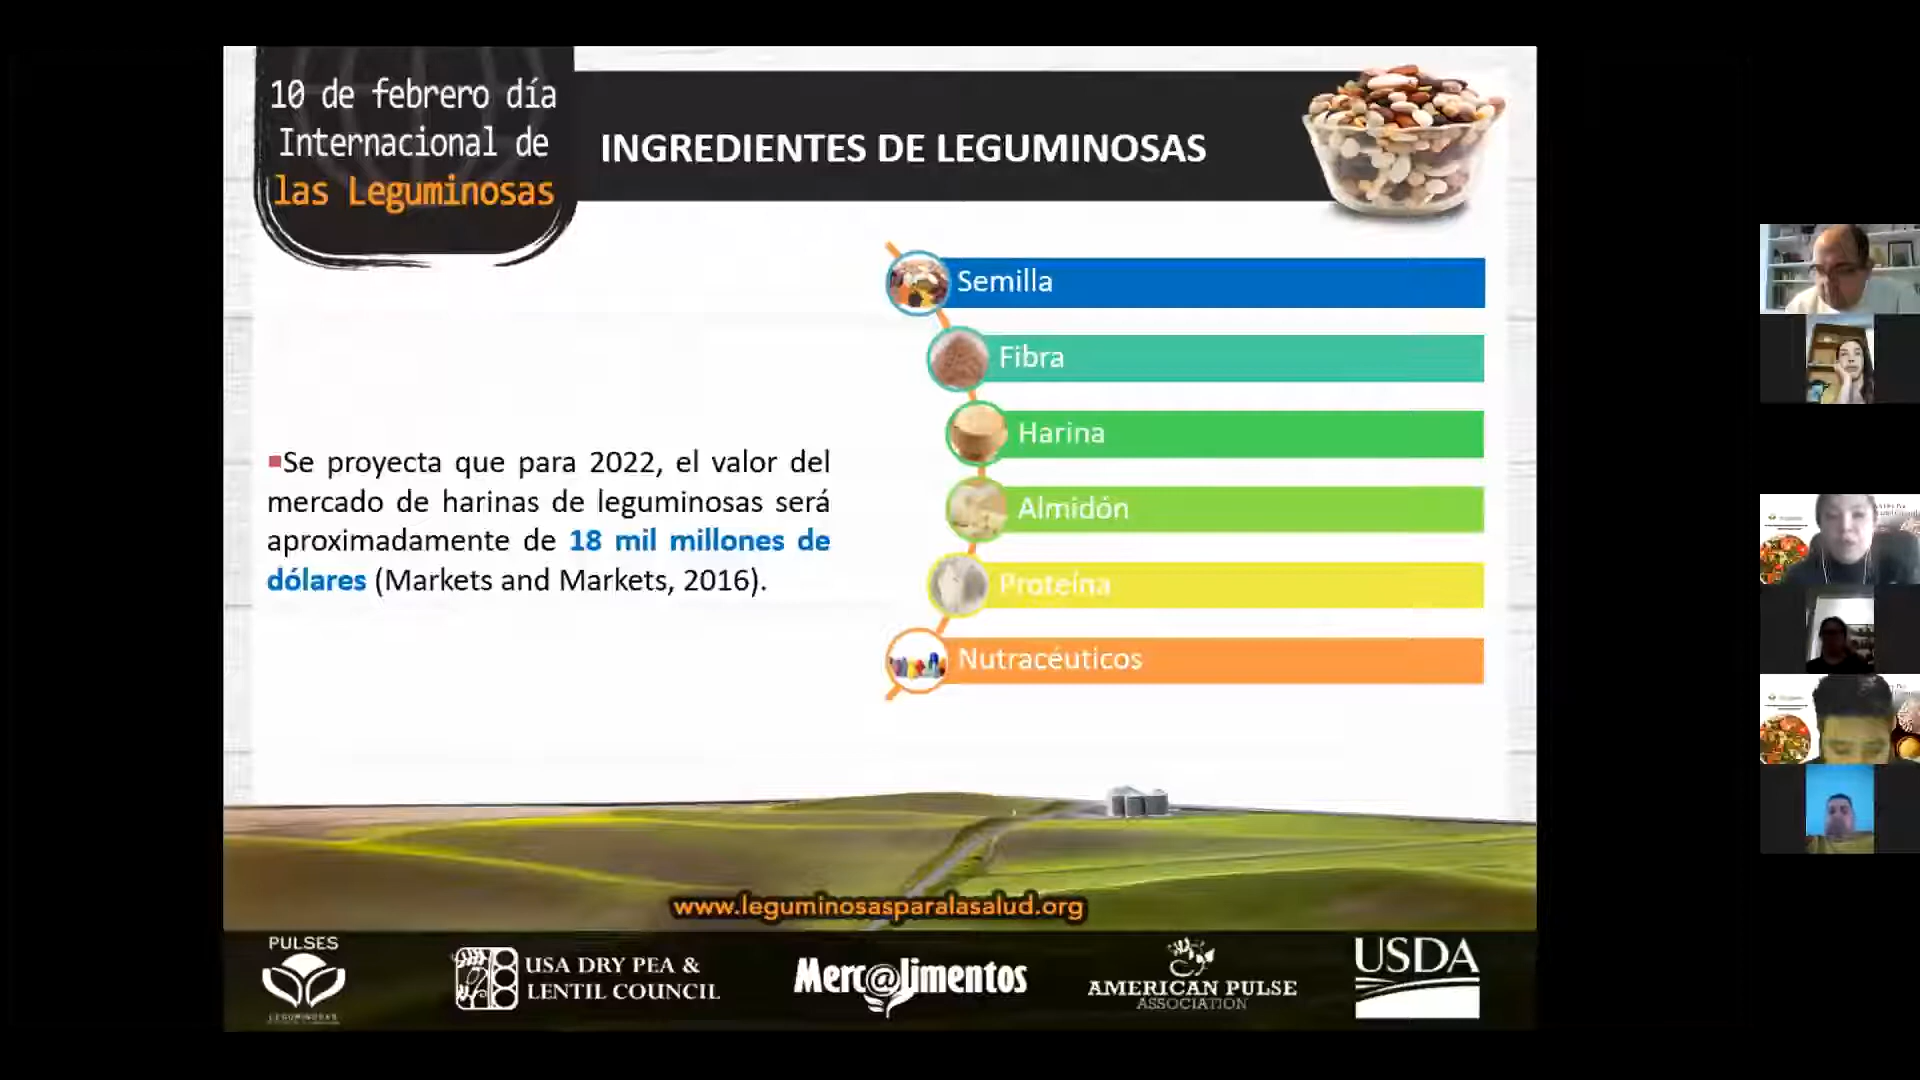 10 de febrero día
Internacional de
las Leguminosas
INGREDIENTES DE LEGUMINOSAS
▪Se proyecta que para 2022, el valor del
mercado de harinas de leguminosas será
aproximadamente de 18 mil millones de
dólares (Markets and Markets, 2016).
Semilla
Fibra
Harina
Almidón
Proteína
Nutracéuticos
www.leguminosasparalasalud.org
PULSES
LEGUMINOSAS
USA DRY PEA &
LENTIL COUNCIL
Merc@limentos
AMERICAN PULSE
ASSOCIATION
USDA